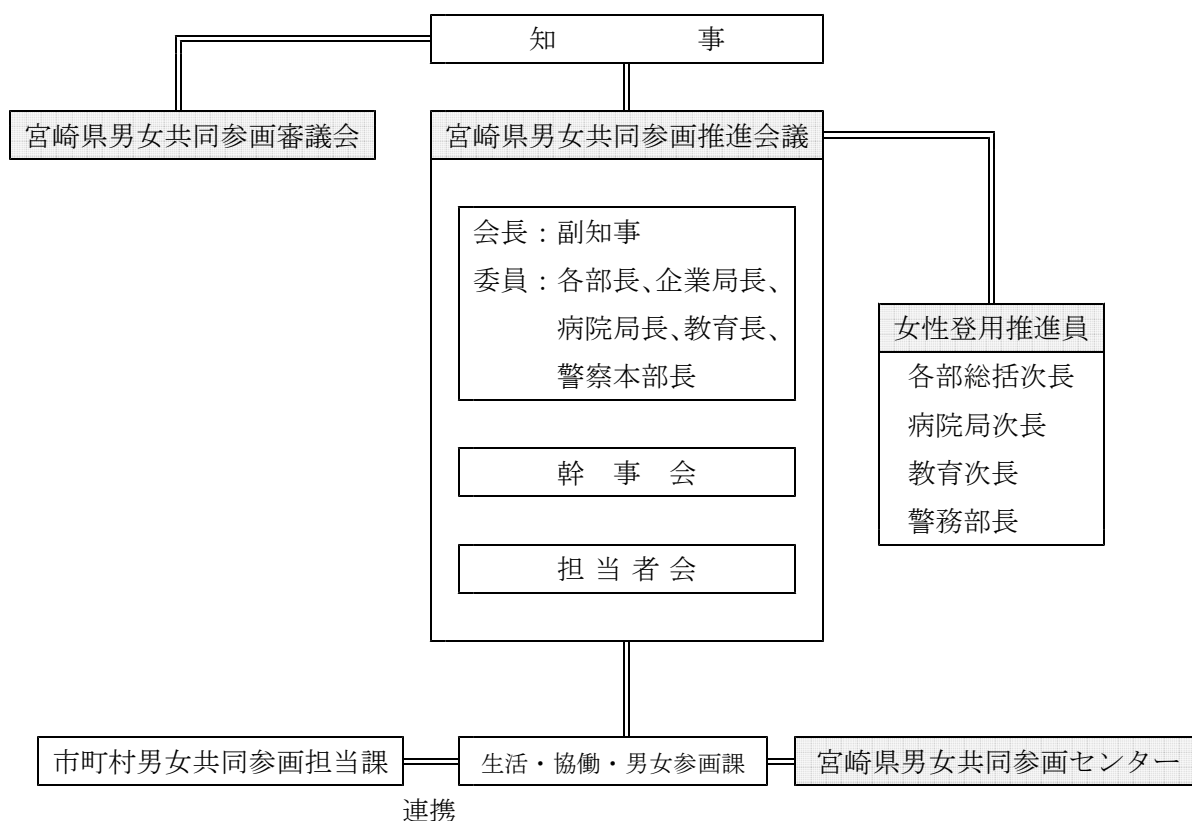 知 事
宮崎県男女共同参画審議会
宮崎県男女共同参画推進会議
会長：副知事
委員：各部長、企業局長、
病院局長、教育長、
警察本部長
幹 事 会
担 当 者 会
女性登用推進員
各部総括次長
病院局次長
教育次長
警務部長
市町村男女共同参画担当課
生活・協働・男女参画課
宮崎県男女共同参画センター
連携